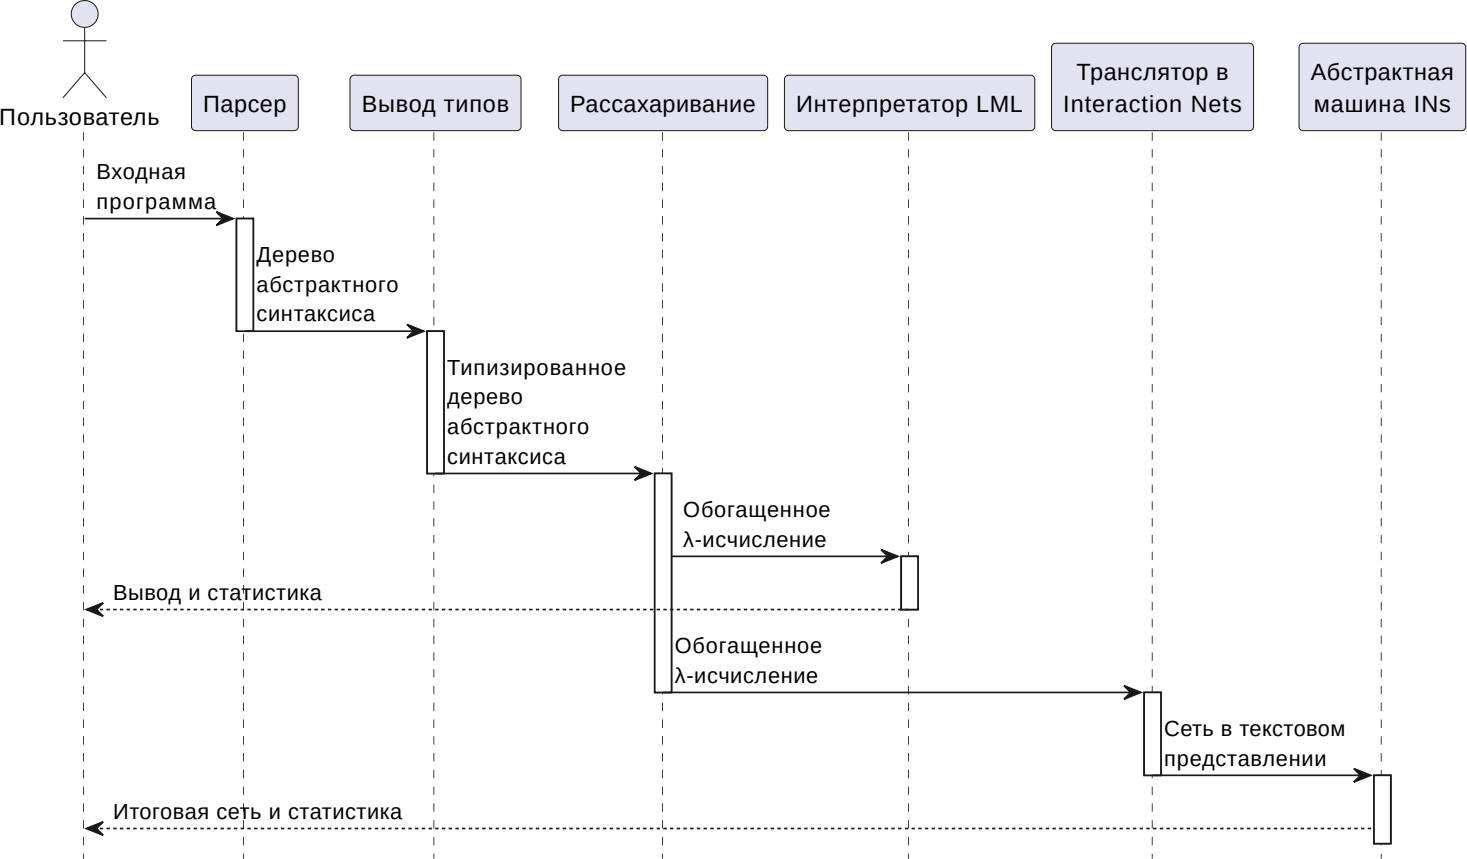 Пользователь
Парсер
Вывод типов
Рассахаривание
Интерпретатор LML
Транслятор в
Interaction Nets
Абстрактная
машина INs
Входная
программа
Дерево
абстрактного
синтаксиса
Типизированное
дерево
абстрактного
синтаксиса
Обогащенное
λ-исчисление
Вывод и статистика
Обогащенное
λ-исчисление
Сеть в текстовом
представлении
Итоговая сеть и статистика